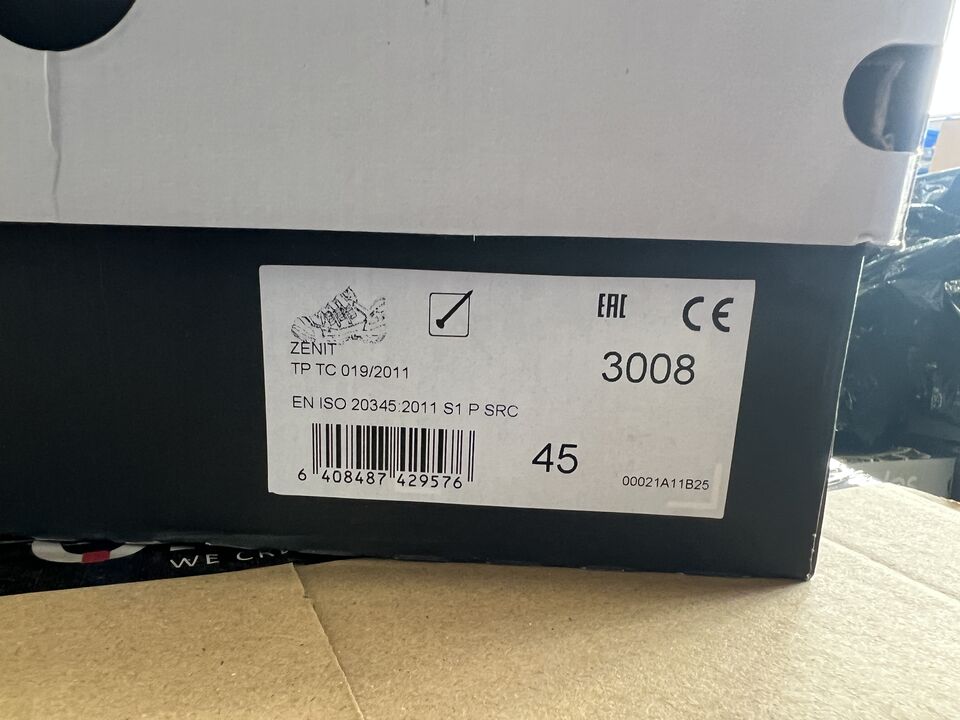 EAC CE
ZENIT
TP TC 019/2011
3008
EN ISO 20345:2011 S1 P SRC
45
6 408487 429576
00021A11B25
WE CRE